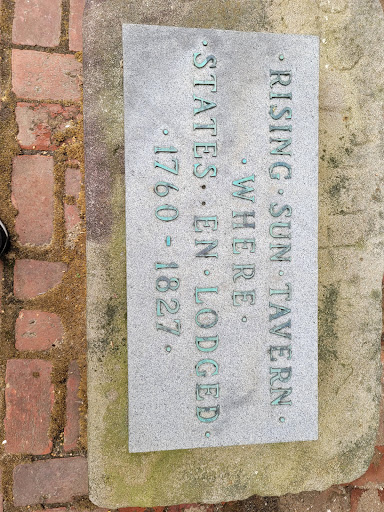 · RISING · SUN · TAVERN ·
· WHERE ·
· STATES · EN · LODGED ·
· 1760 - 1827 ·